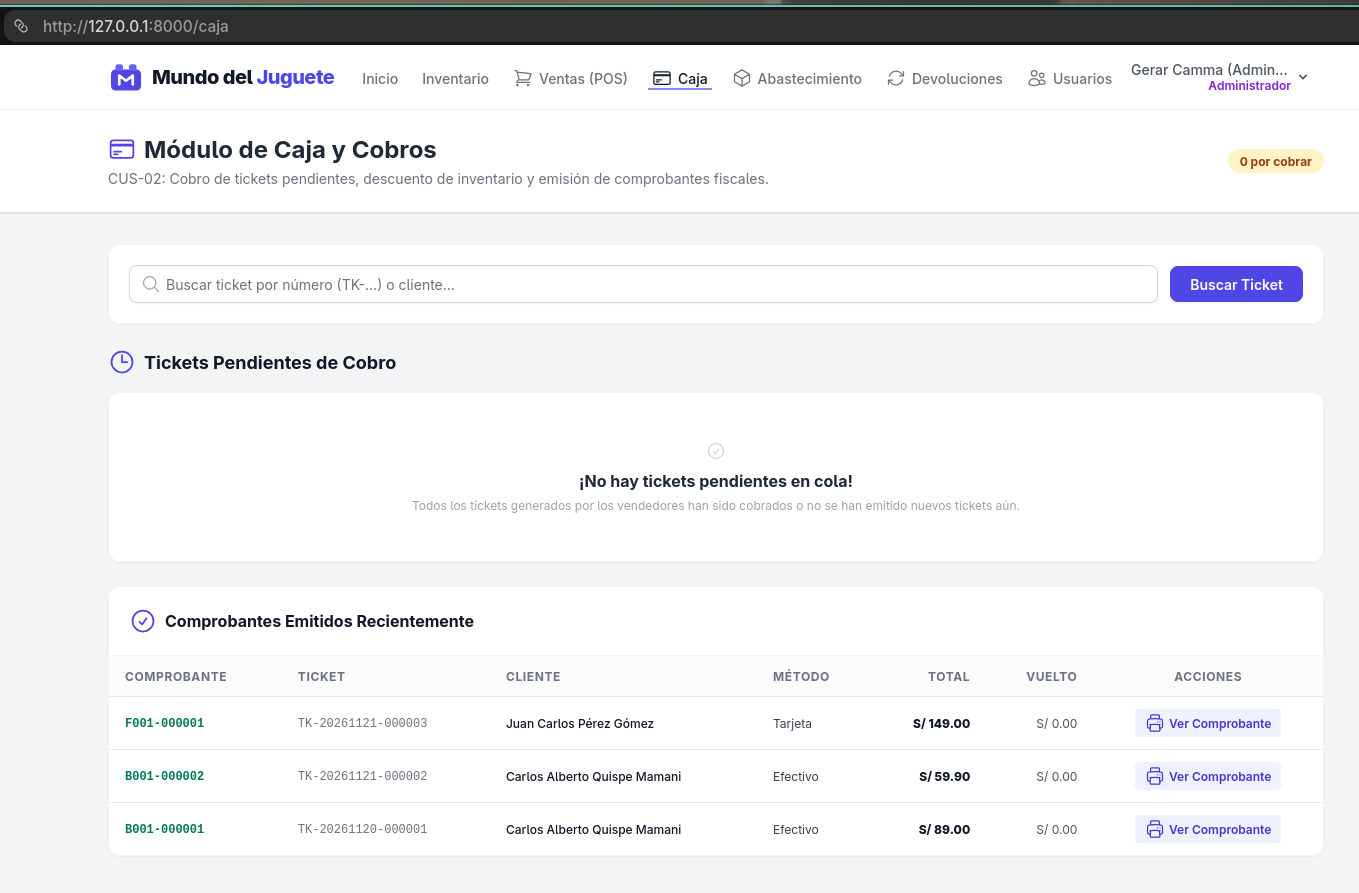 http://127.0.0.1:8000/caja
Mundo del Juguete Inicio Inventario Ventas (POS) Caja Abastecimiento Devoluciones Usuarios Gerar Camma (Admin...
Administrador
Módulo de Caja y Cobros
0 por cobrar
CUS-02: Cobro de tickets pendientes, descuento de inventario y emisión de comprobantes fiscales.
Buscar ticket por número (TK-...) o cliente... Buscar Ticket
Tickets Pendientes de Cobro
¡No hay tickets pendientes en cola!
Todos los tickets generados por los vendedores han sido cobrados o no se han emitido nuevos tickets aún.
Comprobantes Emitidos Recientemente
COMPROBANTE TICKET CLIENTE MÉTODO TOTAL VUELTO ACCIONES
F001-000001 TK-20261121-000003 Juan Carlos Pérez Gómez Tarjeta S/ 149.00 S/ 0.00 Ver Comprobante
B001-000002 TK-20261121-000002 Carlos Alberto Quispe Mamani Efectivo S/ 59.90 S/ 0.00 Ver Comprobante
B001-000001 TK-20261120-000001 Carlos Alberto Quispe Mamani Efectivo S/ 89.00 S/ 0.00 Ver Comprobante